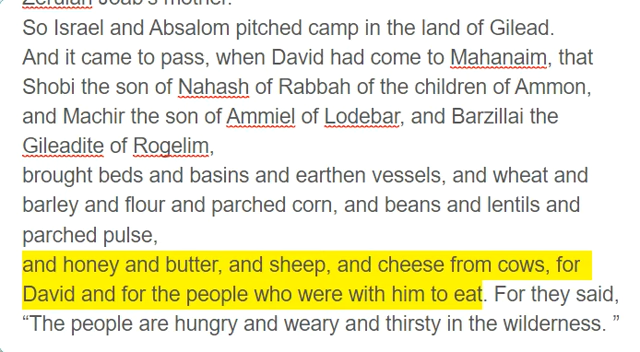 Zeruiah Joab's mother.
So Israel and Absalom pitched camp in the land of Gilead.
And it came to pass, when David had come to Mahanaim, that
Shobi the son of Nahash of Rabbah of the children of Ammon,
and Machir the son of Ammiel of Lodebar, and Barzillai the
Gileadite of Rogelim,
brought beds and basins and earthen vessels, and wheat and
barley and flour and parched corn, and beans and lentils and
parched pulse,
and honey and butter, and sheep, and cheese from cows, for
David and for the people who were with him to eat. For they said,
“The people are hungry and weary and thirsty in the wilderness. ”